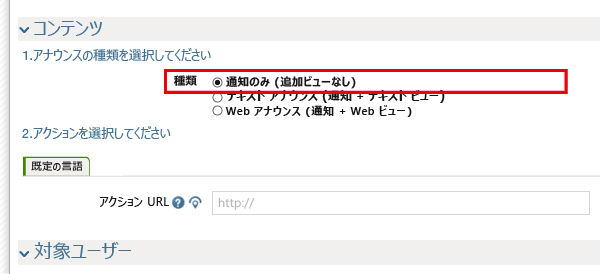 コンテンツ
1.アナウンスの種類を選択してください
種類 通知のみ (追加ビューなし)
テキスト アナウンス (通知 + テキスト ビュー)
Web アナウンス (通知 + Web ビュー)
2.アクションを選択してください
既定の言語
アクション URL ? http://
対象ユーザー